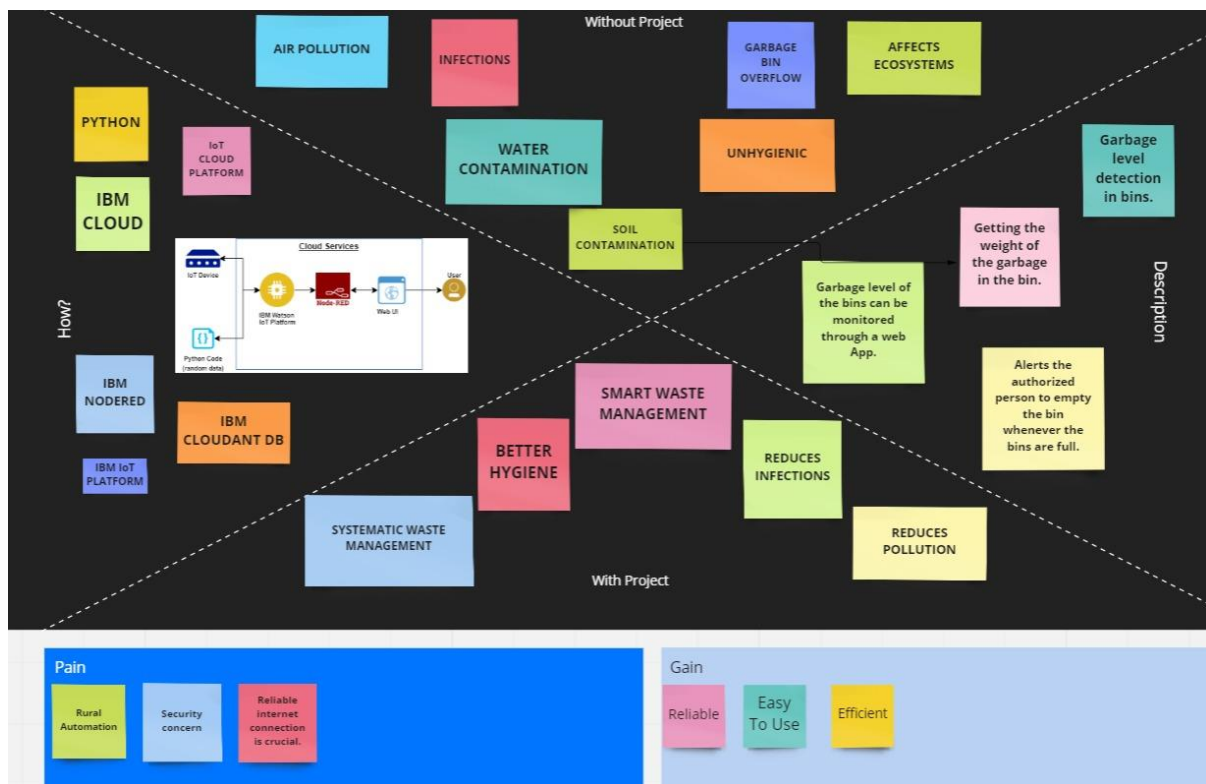 Without Project
AIR POLLUTION
INFECTIONS
GARBAGE
BIN
OVERFLOW
AFFECTS
ECOSYSTEMS
WATER
CONTAMINATION
UNHYGIENIC
SOIL
CONTAMINATION
How?
PYTHON
IoT
CLOUD
PLATFORM
IBM
CLOUD
Cloud Services
IoT Device
IBM Watson
IoT Platform
Node-RED
Web UI
User
Python Code
(random data)
IBM
NODERED
IBM
CLOUDANT DB
IBM IoT
PLATFORM
Description
Garbage
level
detection
in bins.
Getting the
weight of
the garbage
in the bin.
Garbage level of
the bins can be
monitored
through a web
App.
Alerts the
authorized
person to empty
the bin
whenever the
bins are full.
SMART WASTE
MANAGEMENT
BETTER
HYGIENE
REDUCES
INFECTIONS
SYSTEMATIC WASTE
MANAGEMENT
REDUCES
POLLUTION
With Project
Pain
Rural
Automation
Security
concern
Reliable
internet
connection
is crucial.
Gain
Reliable
Easy
To Use
Efficient